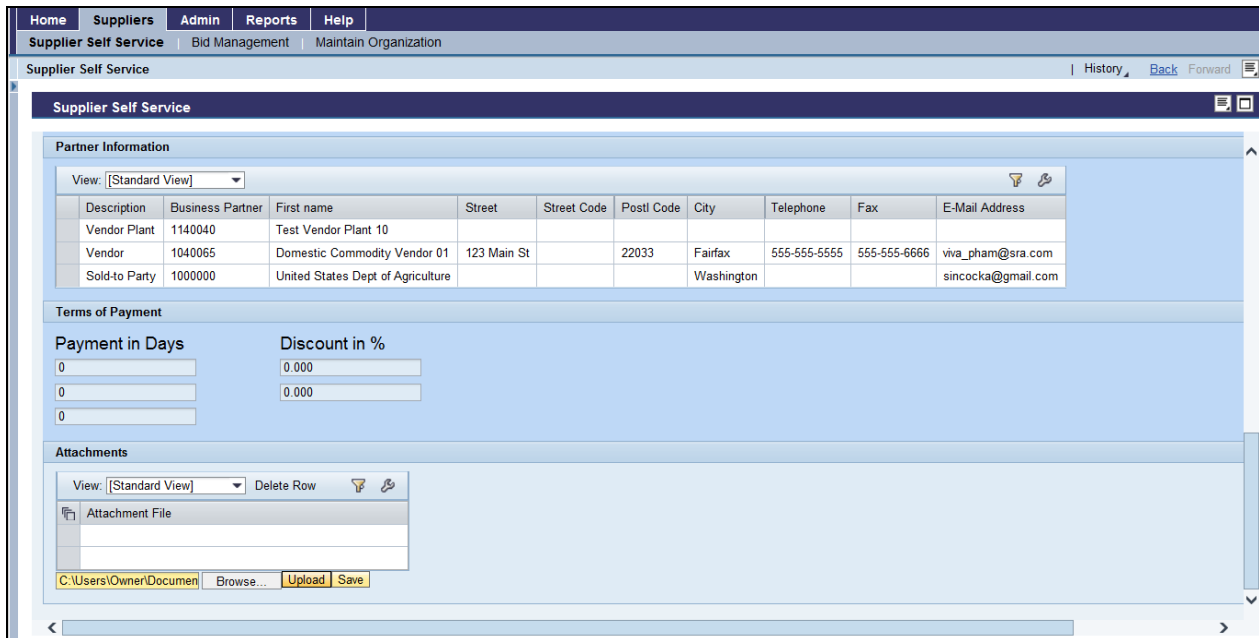 Home Suppliers Admin Reports Help
Supplier Self Service | Bid Management | Maintain Organization
Supplier Self Service | History Back Forward
Supplier Self Service
Partner Information
View: [Standard View]
Description Business Partner First name Street Street Code Postl Code City Telephone Fax E-Mail Address
Vendor Plant 1140040 Test Vendor Plant 10
Vendor 1040065 Domestic Commodity Vendor 01 123 Main St 22033 Fairfax 555-555-5555 555-555-6666 viva_pham@sra.com
Sold-to Party 1000000 United States Dept of Agriculture Washington sincocka@gmail.com
Terms of Payment
Payment in Days Discount in %
0 0.000
0 0.000
0
Attachments
View: [Standard View] Delete Row
Attachment File
C:\Users\Owner\Documen Browse... Upload Save